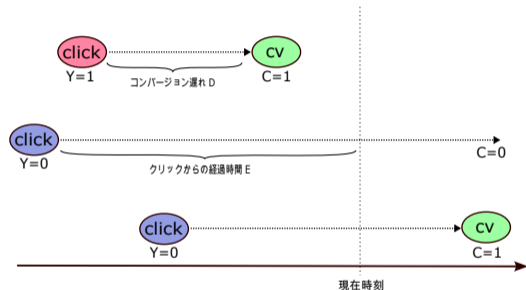 click
cv
Y=1
コンバージョン遅れ D
C=1
click
Y=0
クリックからの経過時間 E
C=0
click
cv
Y=0
C=1
現在時刻